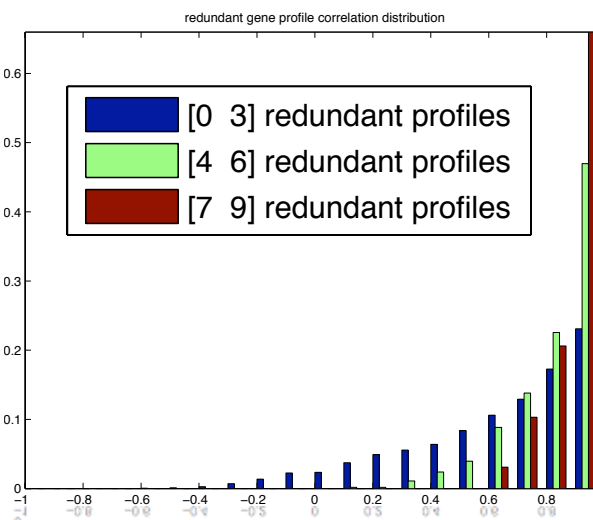 redundant gene profile correlation distribution
0.6
[0 3] redundant profiles
0.5
[4 6] redundant profiles
0.4
[7 9] redundant profiles
0.3
0.2
0.1
0
−1 −0.8 −0.6 −0.4 −0.2 0 0.2 0.4 0.6 0.8